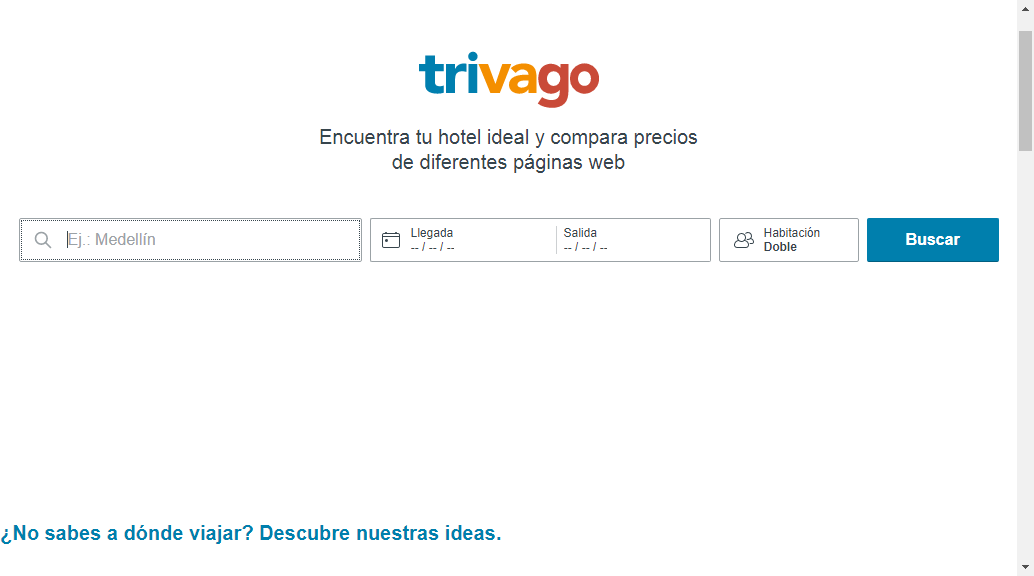 trivago
Encuentra tu hotel ideal y compara precios
de diferentes páginas web
Ej.: Medellín
Llegada
-- / -- / --
Salida
-- / -- / --
Habitación
Doble
Buscar
¿No sabes a dónde viajar? Descubre nuestras ideas.